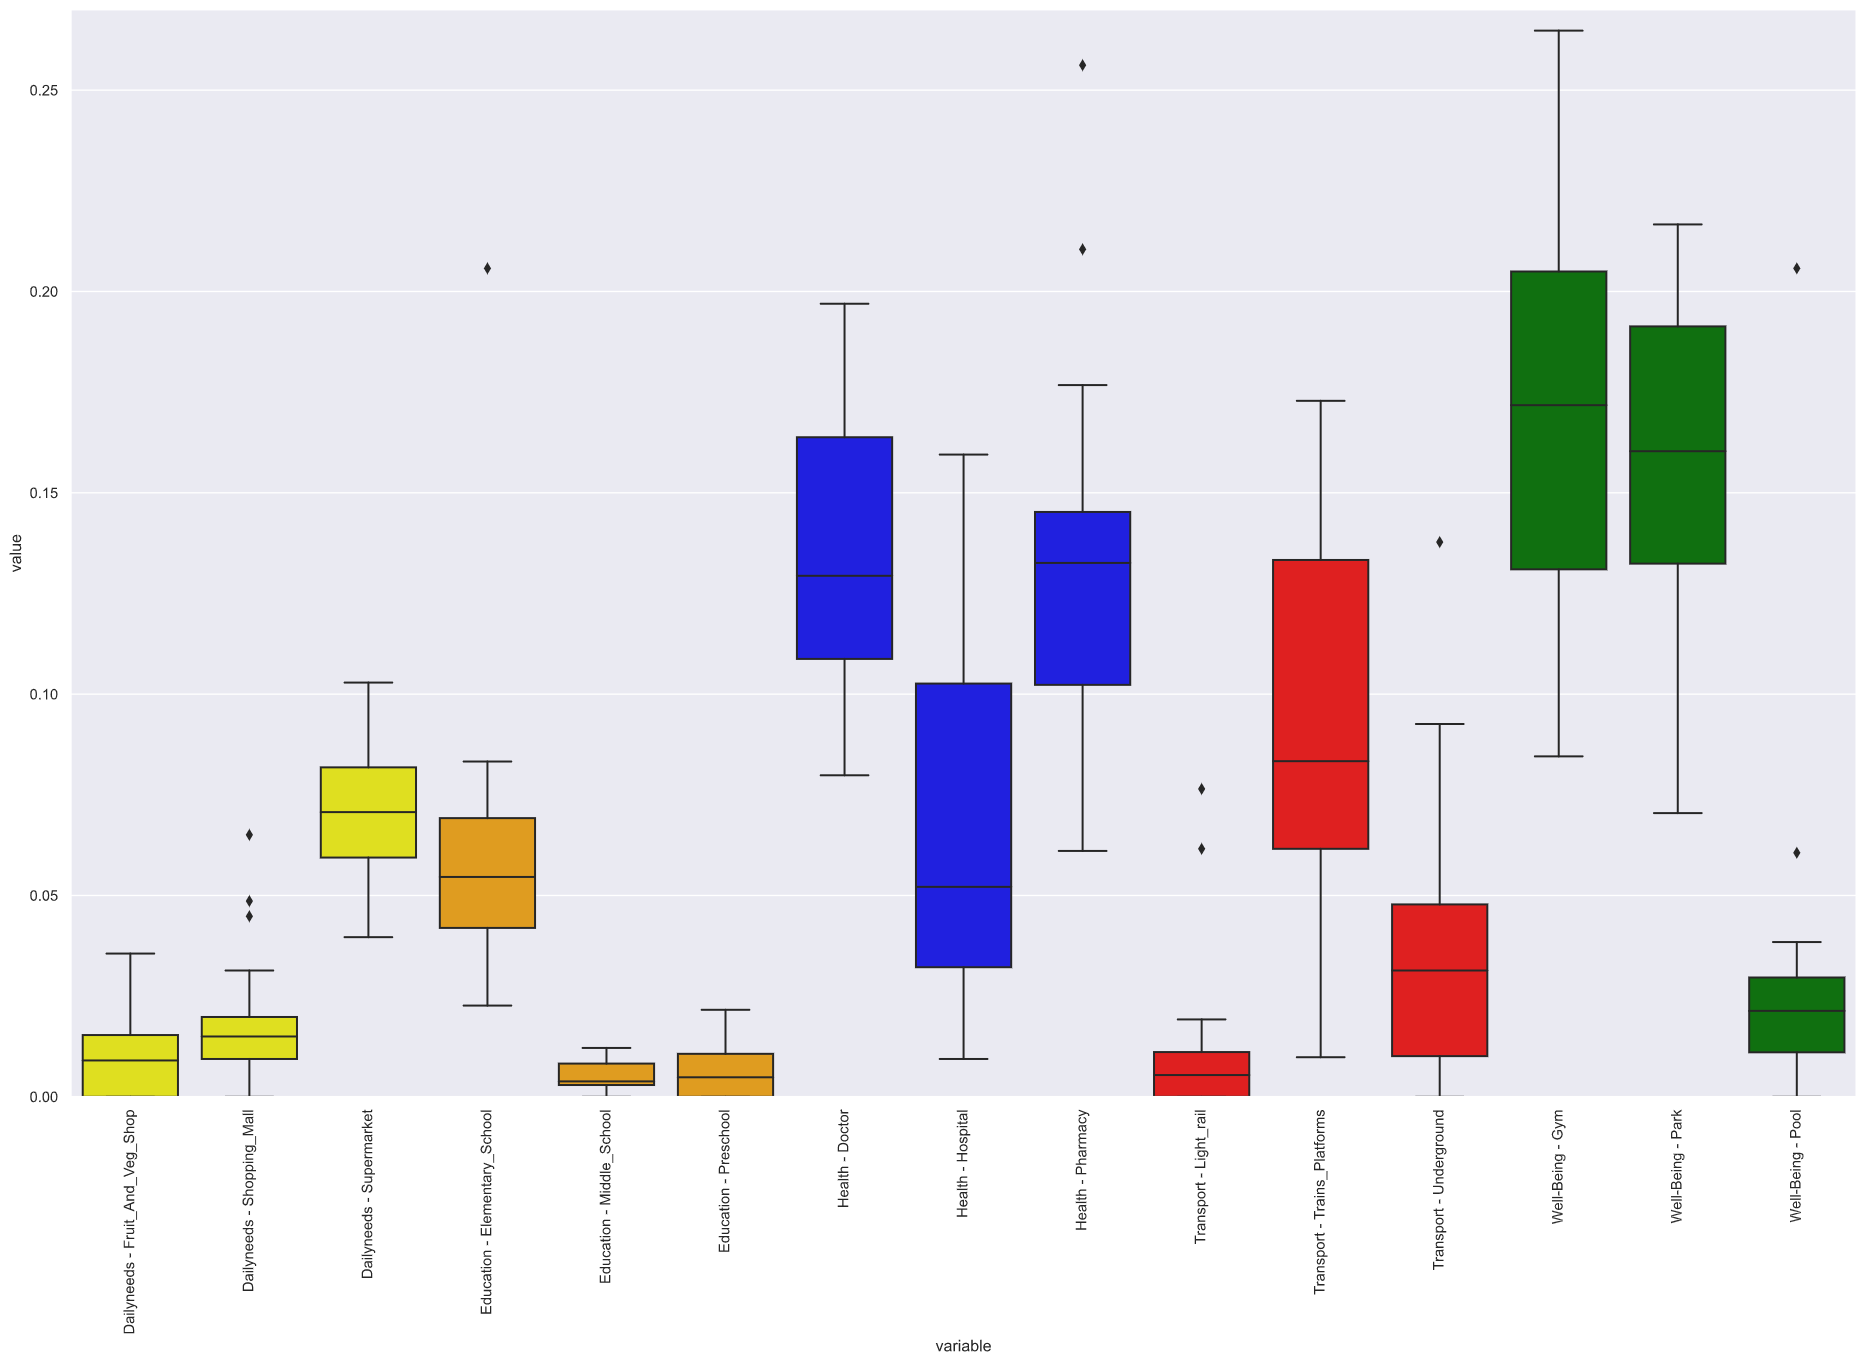 0.25
0.20
0.15
0.10
0.05
0.00
value
Dailyneeds - Fruit_And_Veg_Shop
Dailyneeds - Shopping_Mall
Dailyneeds - Supermarket
Education - Elementary_School
Education - Middle_School
Education - Preschool
Health - Doctor
Health - Hospital
Health - Pharmacy
Transport - Light_rail
Transport - Trains_Platforms
Transport - Underground
Well-Being - Gym
Well-Being - Park
Well-Being - Pool
variable